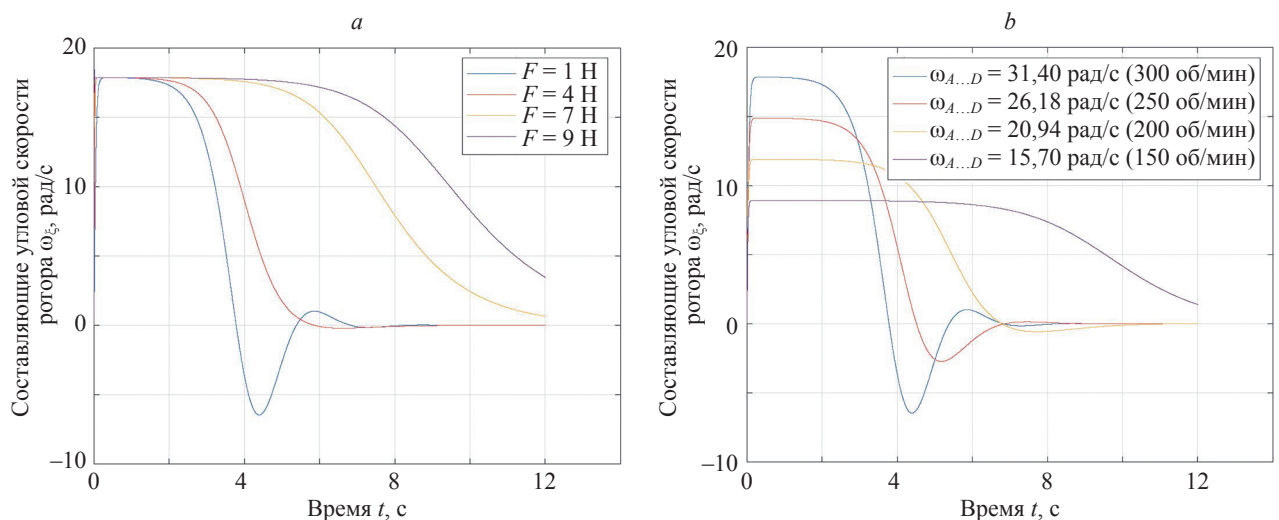 a
20
10
0
–10
0
4
8
12
F = 1 Н
F = 4 Н
F = 7 Н
F = 9 Н
Составляющие угловой скорости
ротора ωξ, рад/с
Время t, с
b
20
10
0
–10
0
4
8
12
ωA…D = 31,40 рад/с (300 об/мин)
ωA…D = 26,18 рад/с (250 об/мин)
ωA…D = 20,94 рад/с (200 об/мин)
ωA…D = 15,70 рад/с (150 об/мин)
Составляющие угловой скорости
ротора ωξ, рад/с
Время t, с